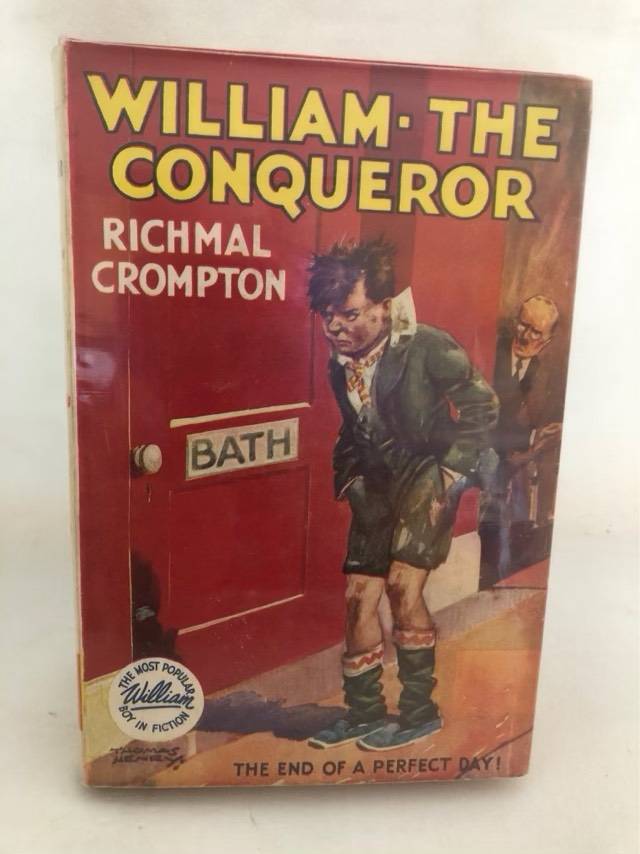 WILLIAM· THE
CONQUEROR
RICHMAL
CROMPTON
BATH
THE MOST POPULAR
William
BOY IN FICTION
THOMAS
HENRY
THE END OF A PERFECT DAY!